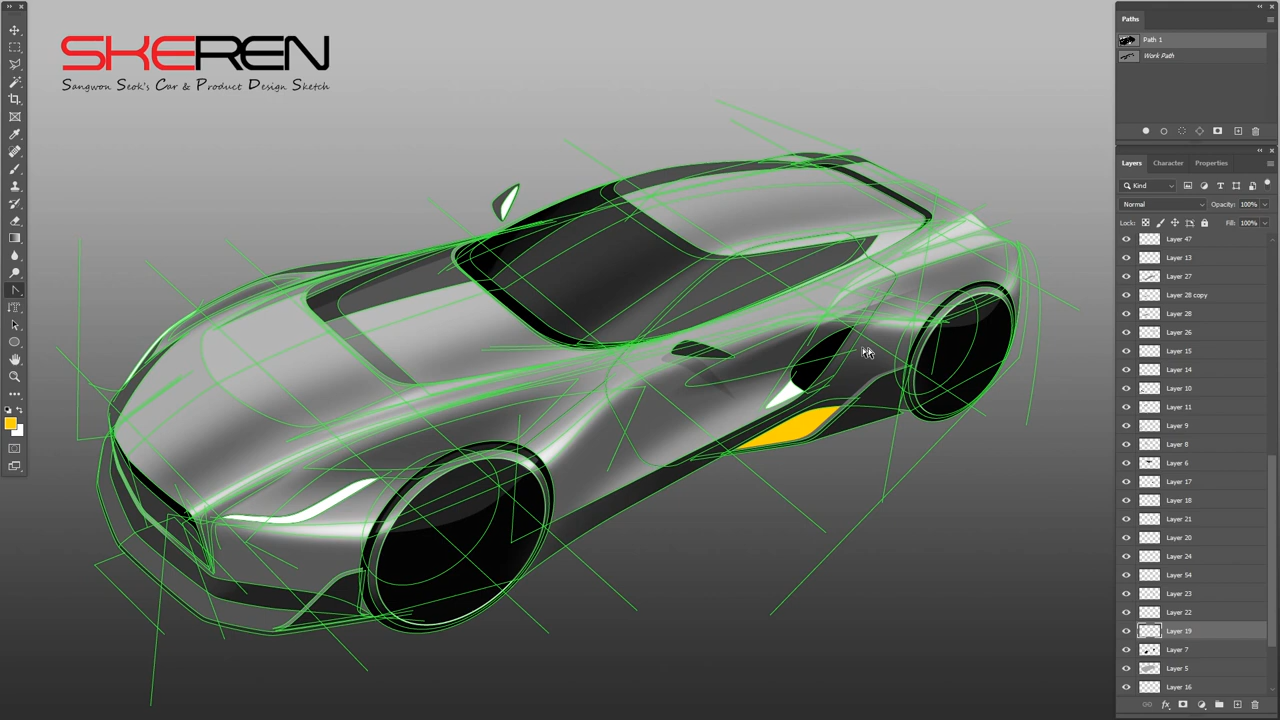 SKEREN
Sangwon Seok's Car & Product Design Sketch
Paths
Path 1
Work Path
Layers Character Properties
Kind
Normal Opacity: 100%
Lock: Fill: 100%
Layer 47
Layer 13
Layer 27
Layer 28 copy
Layer 28
Layer 26
Layer 15
Layer 14
Layer 10
Layer 11
Layer 9
Layer 8
Layer 6
Layer 17
Layer 18
Layer 21
Layer 20
Layer 24
Layer 54
Layer 23
Layer 22
Layer 19
Layer 7
Layer 5
Layer 16
fx